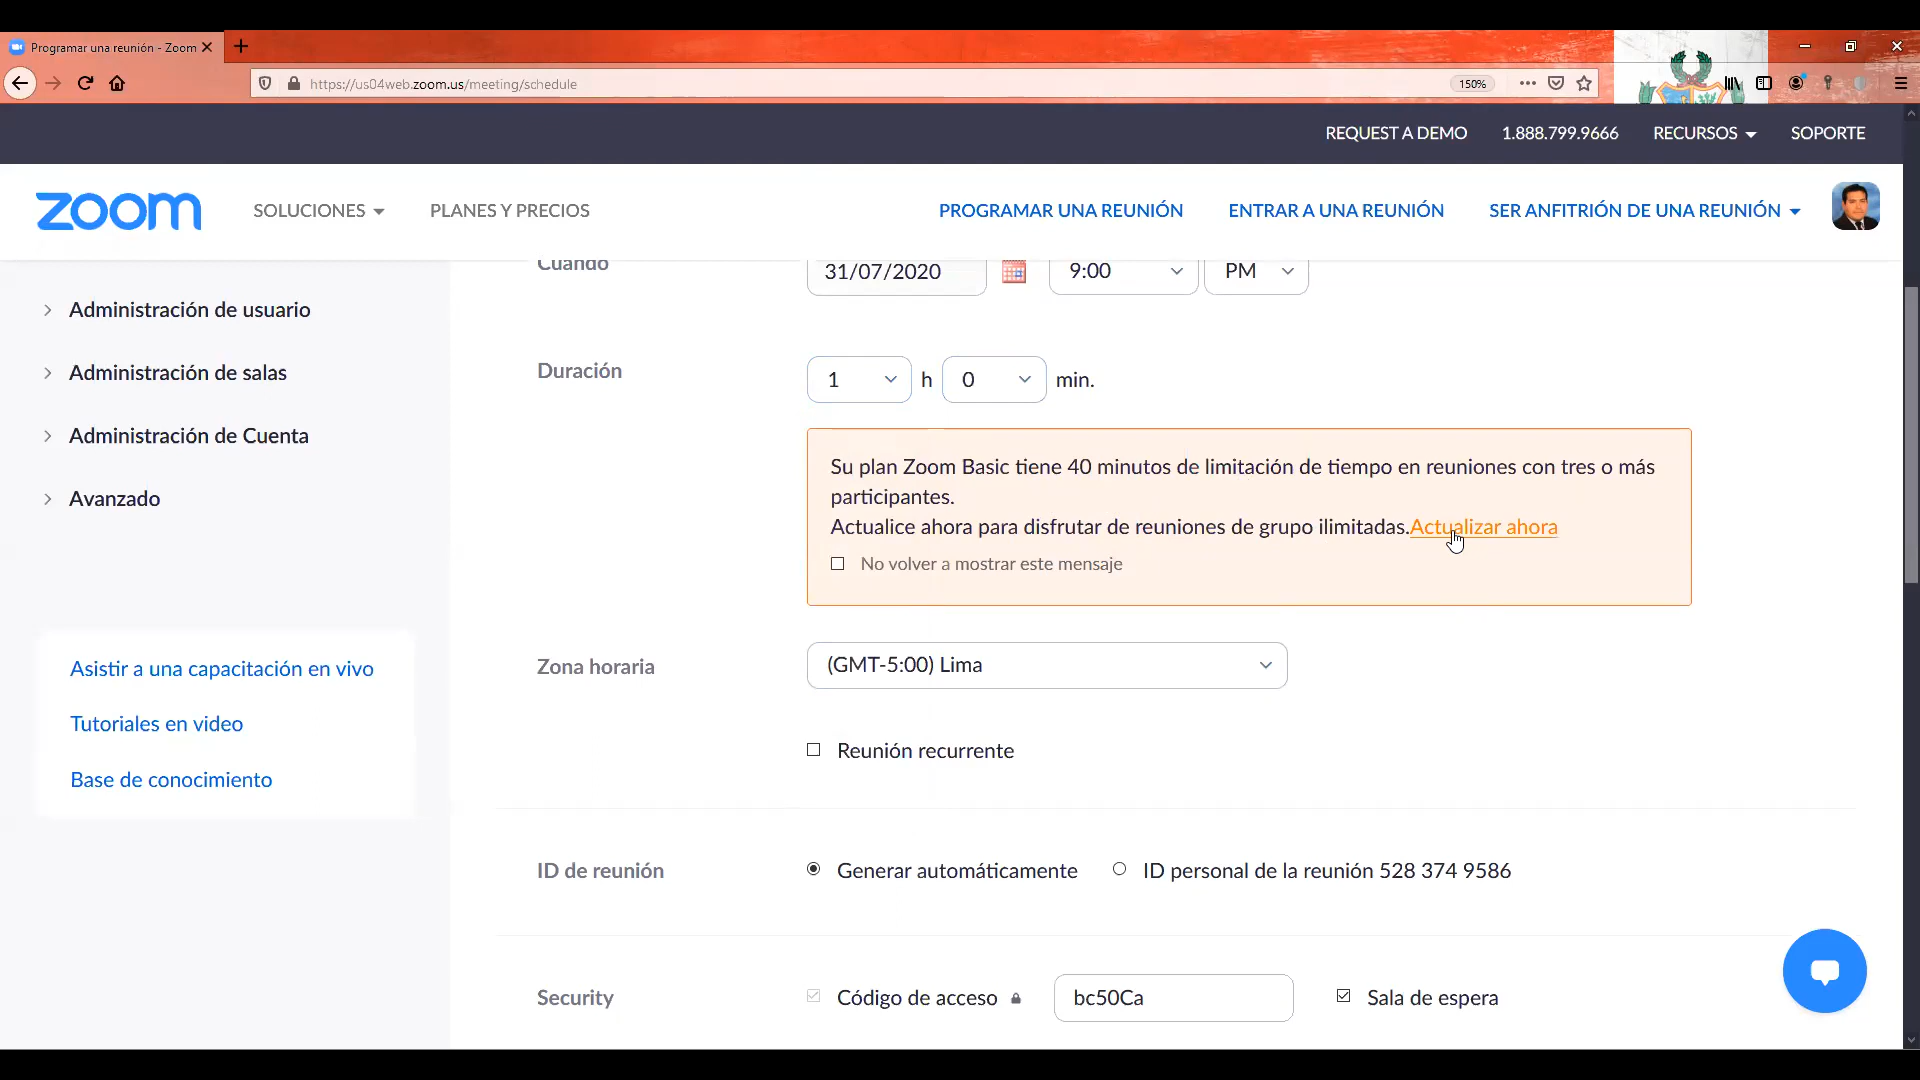 Programar una reunión - Zoom
https://us04web.zoom.us/meeting/schedule
150%
REQUEST A DEMO
1.888.799.9666
RECURSOS
SOPORTE
zoom
SOLUCIONES
PLANES Y PRECIOS
PROGRAMAR UNA REUNIÓN
ENTRAR A UNA REUNIÓN
SER ANFITRIÓN DE UNA REUNIÓN
Administración de usuario
Administración de salas
Administración de Cuenta
Avanzado
Asistir a una capacitación en vivo
Tutoriales en video
Base de conocimiento
Cuándo
31/07/2020
9:00
PM
Duración
1
h
0
min.
Su plan Zoom Basic tiene 40 minutos de limitación de tiempo en reuniones con tres o más
participantes.
Actualice ahora para disfrutar de reuniones de grupo ilimitadas.Actualizar ahora
No volver a mostrar este mensaje
Zona horaria
(GMT-5:00) Lima
Reunión recurrente
ID de reunión
Generar automáticamente
ID personal de la reunión 528 374 9586
Security
Código de acceso
bc50Ca
Sala de espera